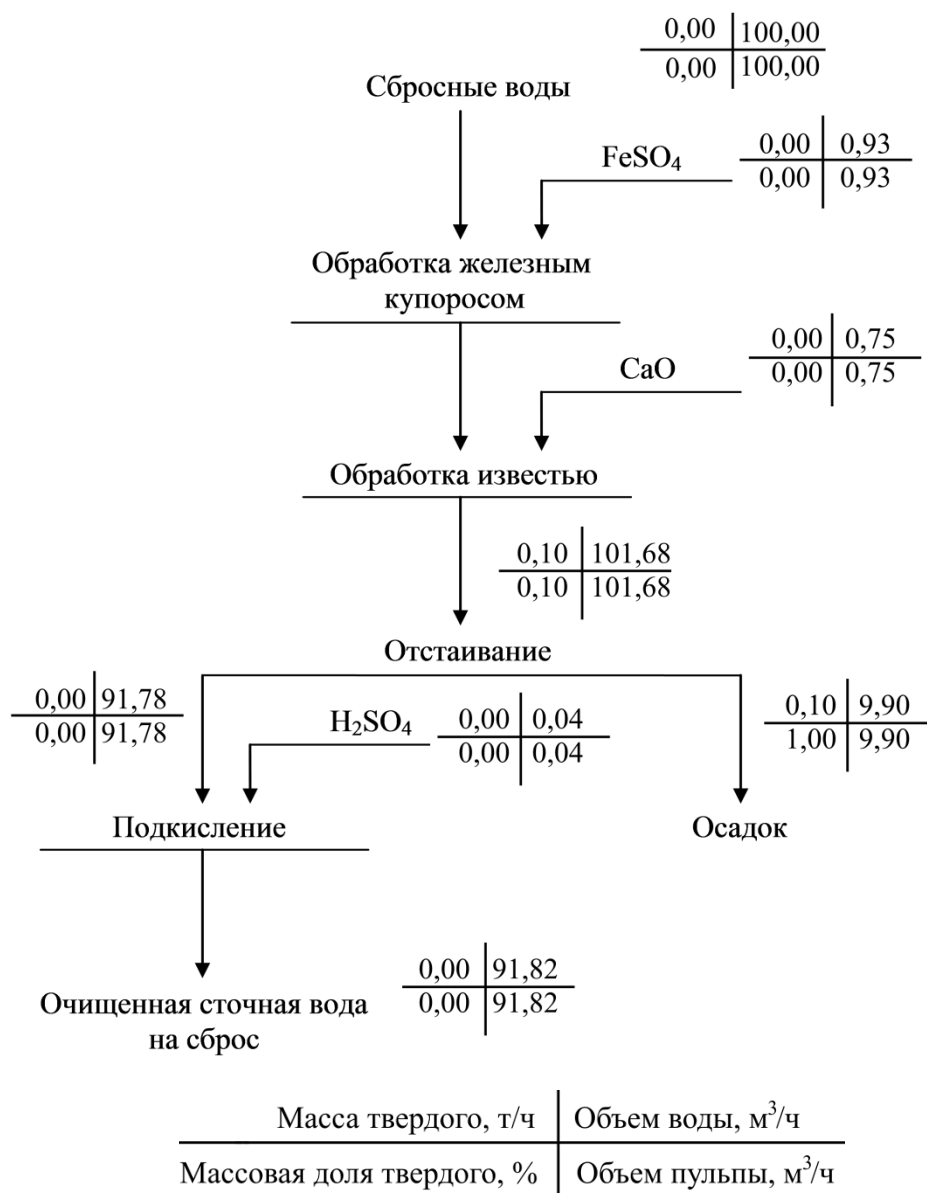 0,00 100,00
0,00 100,00
Сбросные воды
FeSO₄
0,00 0,93
0,00 0,93
Обработка железным
купоросом
CaO
0,00 0,75
0,00 0,75
Обработка известью
0,10 101,68
0,10 101,68
Отстаивание
0,00 91,78
0,00 91,78
H₂SO₄
0,00 0,04
0,00 0,04
0,10 9,90
1,00 9,90
Подкисление
Осадок
0,00 91,82
0,00 91,82
Очищенная сточная вода
на сброс
Масса твердого, т/ч Объем воды, м³/ч
Массовая доля твердого, % Объем пульпы, м³/ч